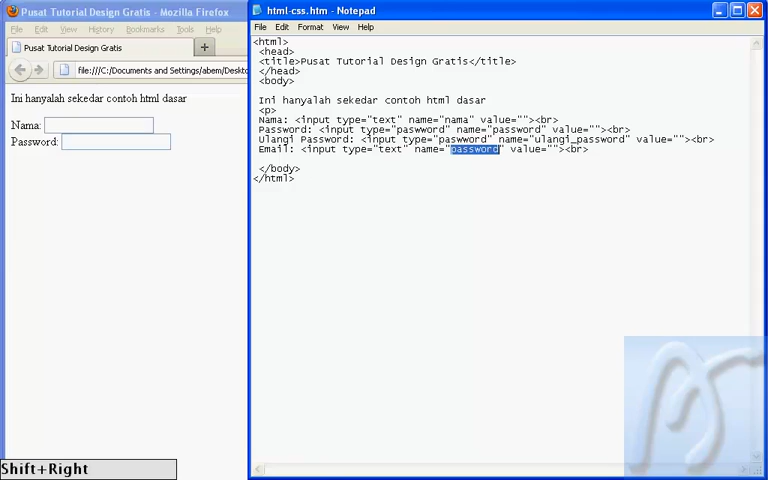 Pusat Tutorial Design Gratis - Mozilla Firefox
File Edit View History Bookmarks Tools Help
Pusat Tutorial Design Gratis
file:///C:/Documents and Settings/abem/Deskto
Ini hanyalah sekedar contoh html dasar
Nama:
Password:
Shift+Right
html-css.htm - Notepad
File Edit Format View Help
<html>
<head>
<title>Pusat Tutorial Design Gratis</title>
</head>
<body>
Ini hanyalah sekedar contoh html dasar
<p>
Nama: <input type="text" name="nama" value=""><br>
Password: <input type="paswword" name="password" value=""><br>
Ulangi Password: <input type="paswword" name="ulangi_password" value=""><br>
Email: <input type="text" name="password" value=""><br>
</body>
</html>